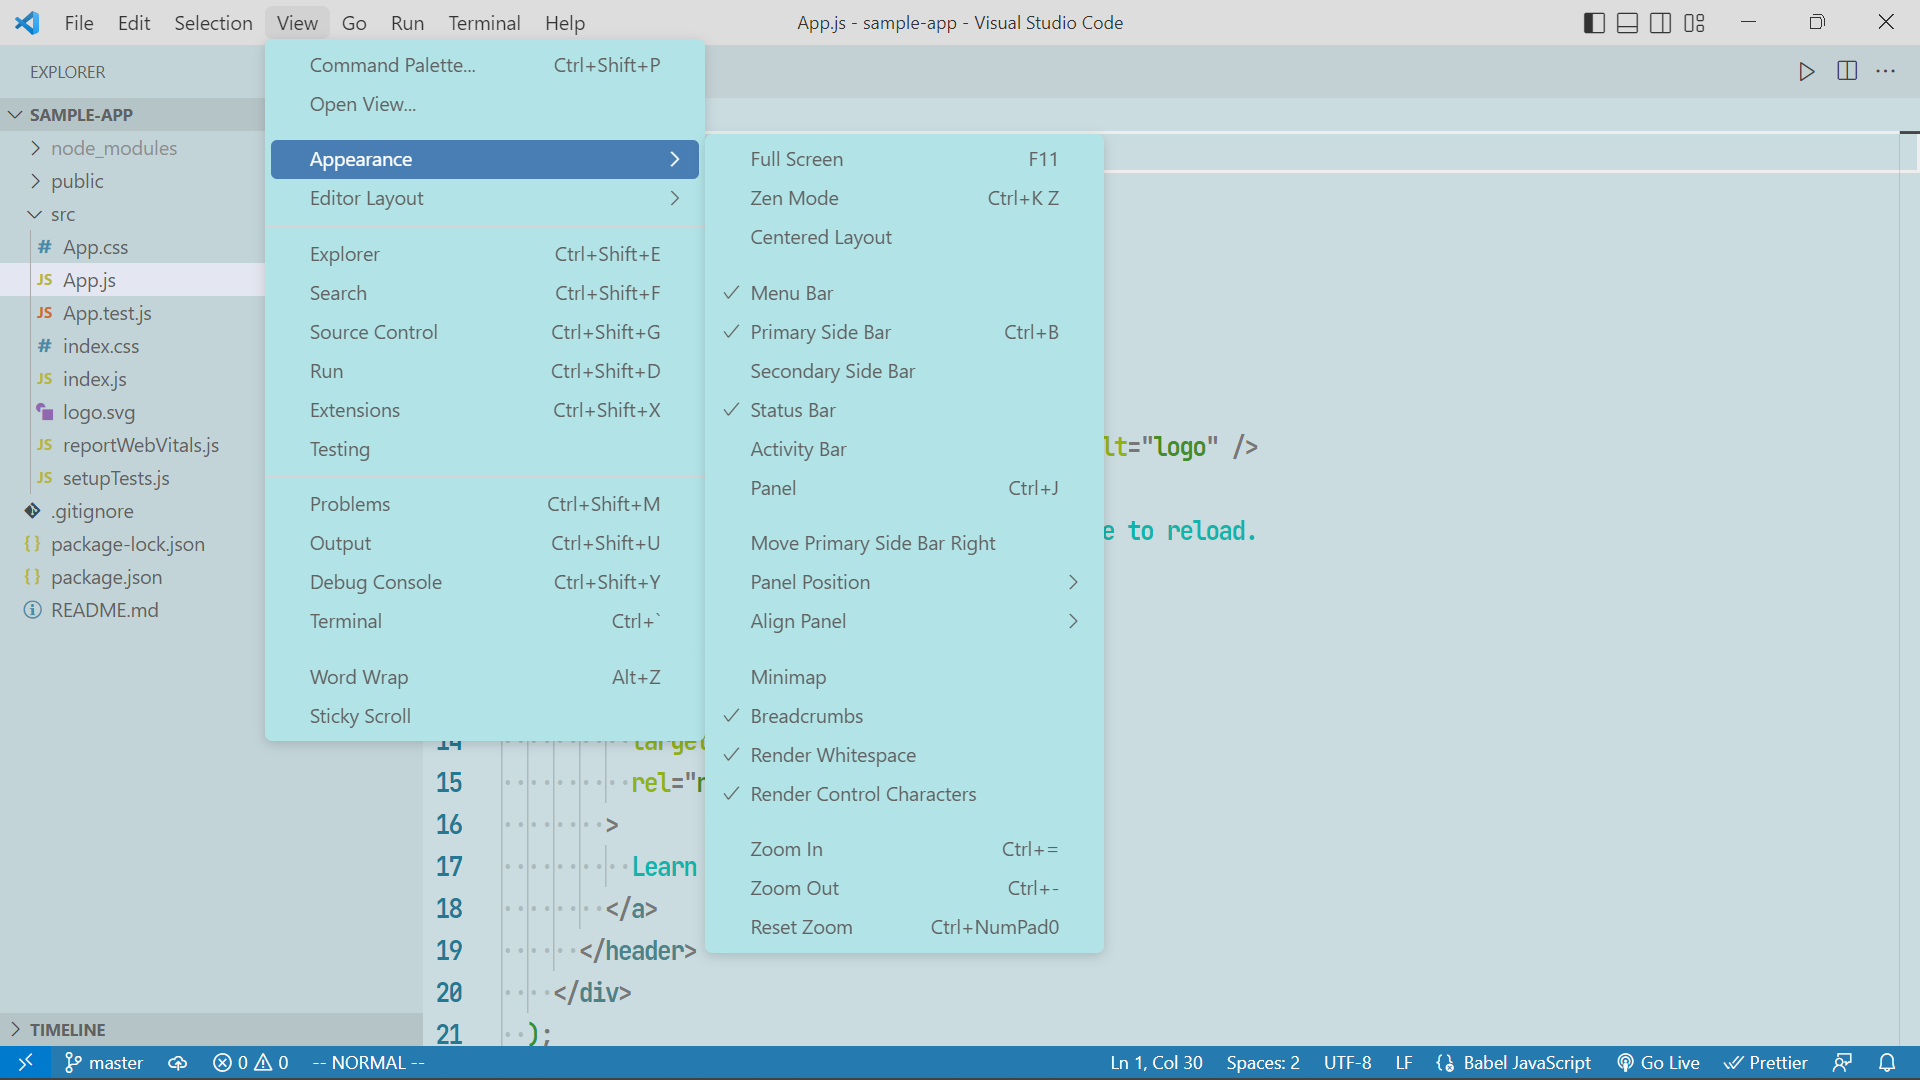 File Edit Selection View Go Run Terminal Help App.js - sample-app - Visual Studio Code
EXPLORER
SAMPLE-APP
node_modules
public
src
# App.css
JS App.js
JS App.test.js
# index.css
JS index.js
logo.svg
JS reportWebVitals.js
JS setupTests.js
.gitignore
{} package-lock.json
{} package.json
README.md
TIMELINE
Command Palette... Ctrl+Shift+P
Open View...
Appearance
Editor Layout
Explorer Ctrl+Shift+E
Search Ctrl+Shift+F
Source Control Ctrl+Shift+G
Run Ctrl+Shift+D
Extensions Ctrl+Shift+X
Testing
Problems Ctrl+Shift+M
Output Ctrl+Shift+U
Debug Console Ctrl+Shift+Y
Terminal Ctrl+`
Word Wrap Alt+Z
Sticky Scroll
Full Screen F11
Zen Mode Ctrl+K Z
Centered Layout
Menu Bar
Primary Side Bar Ctrl+B
Secondary Side Bar
Status Bar
Activity Bar
Panel Ctrl+J
Move Primary Side Bar Right
Panel Position
Align Panel
Minimap
Breadcrumbs
Render Whitespace
Render Control Characters
Zoom In Ctrl+=
Zoom Out Ctrl+-
Reset Zoom Ctrl+NumPad0
lt="logo" />
e to reload.
14 target
15 rel="
16 >
17 Learn
18 </a>
19 </header>
20 </div>
21 );
master 0 0 -- NORMAL -- Ln 1, Col 30 Spaces: 2 UTF-8 LF Babel JavaScript Go Live Prettier